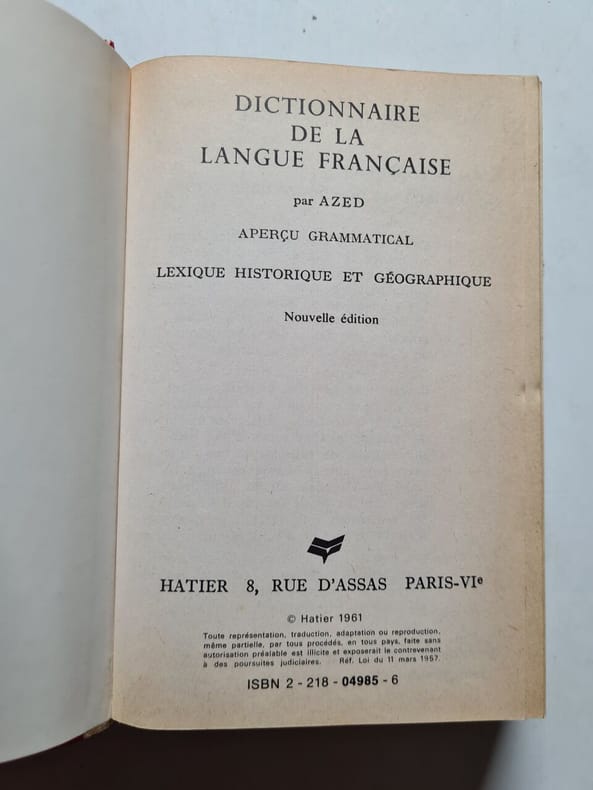 DICTIONNAIRE
DE LA
LANGUE FRANÇAISE
par AZED
APERÇU GRAMMATICAL
LEXIQUE HISTORIQUE ET GÉOGRAPHIQUE
Nouvelle édition
HATIER 8, RUE D'ASSAS PARIS-VIe
© Hatier 1961
Toute représentation, traduction, adaptation ou reproduction,
même partielle, par tous procédés, en tous pays, faite sans
autorisation préalable est illicite et exposerait le contrevenant
à des poursuites judiciaires. Réf. Loi du 11 mars 1957.
ISBN 2 - 218 - 04985 - 6